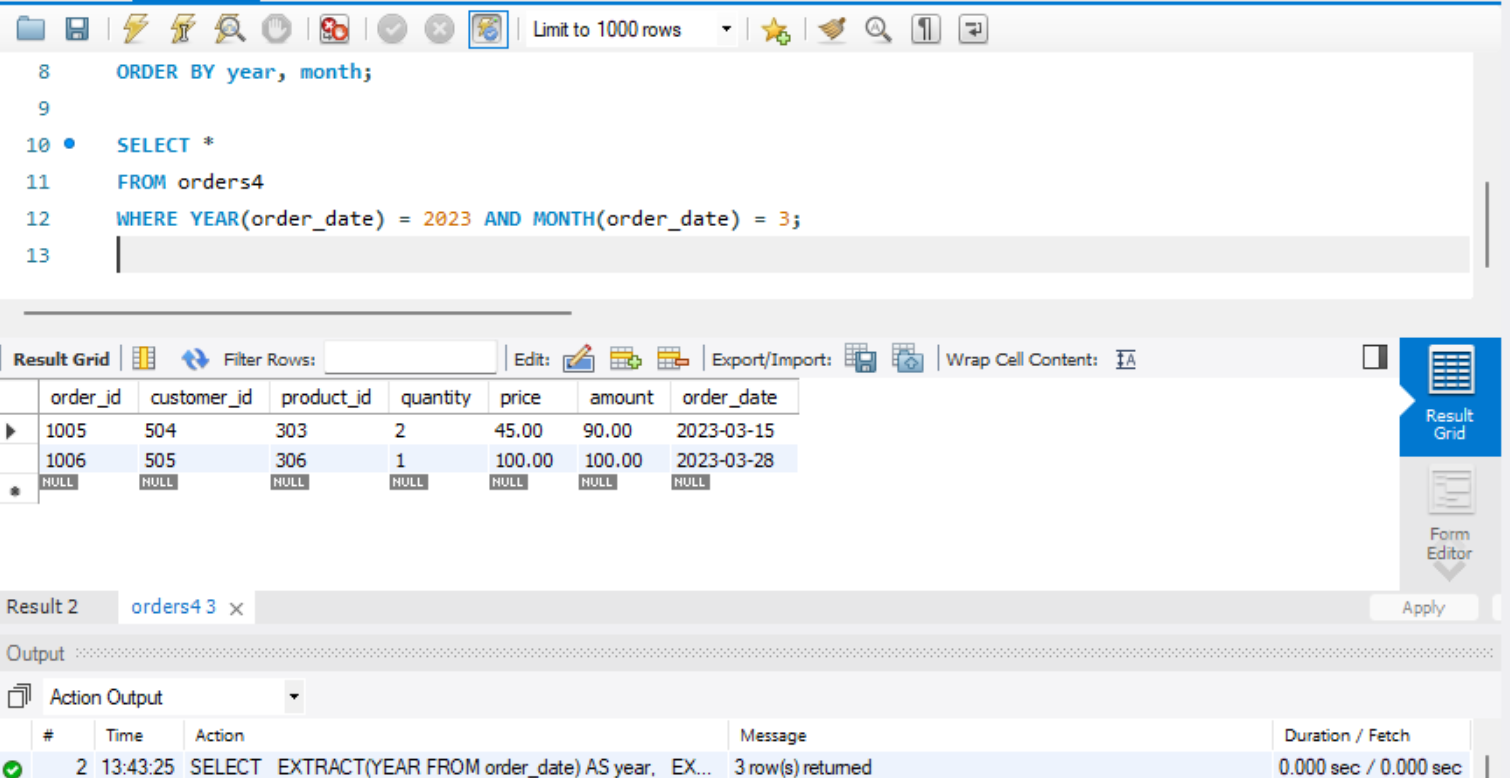 Limit to 1000 rows
8 ORDER BY year, month;
9
10 SELECT *
11 FROM orders4
12 WHERE YEAR(order_date) = 2023 AND MONTH(order_date) = 3;
13
Result Grid Filter Rows: Edit: Export/Import: Wrap Cell Content: IA
order_id customer_id product_id quantity price amount order_date
1005 504 303 2 45.00 90.00 2023-03-15
1006 505 306 1 100.00 100.00 2023-03-28
NULL NULL NULL NULL NULL NULL NULL
Result
Grid
Form
Editor
Result 2 orders4 3 Apply
Output
Action Output
# Time Action Message Duration / Fetch
2 13:43:25 SELECT EXTRACT(YEAR FROM order_date) AS year, EX... 3 row(s) returned 0.000 sec / 0.000 sec